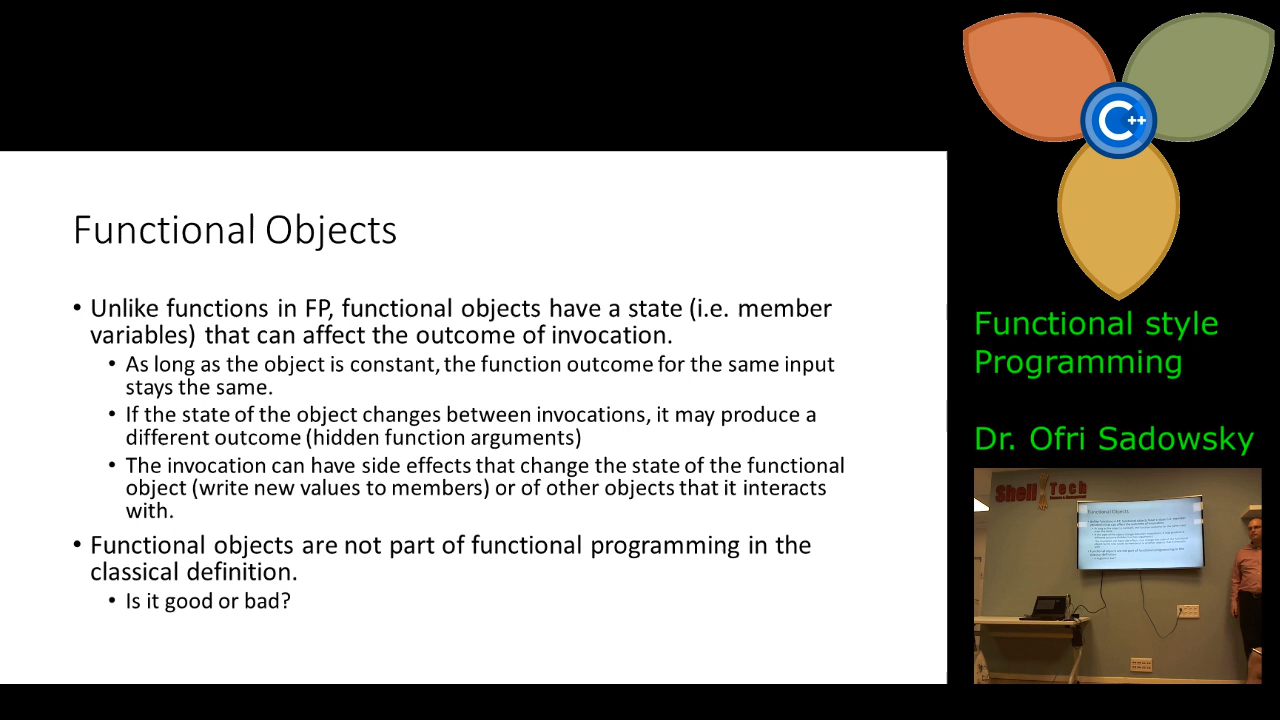 Functional Objects
• Unlike functions in FP, functional objects have a state (i.e. member
variables) that can affect the outcome of invocation.
• As long as the object is constant, the function outcome for the same input
stays the same.
• If the state of the object changes between invocations, it may produce a
different outcome (hidden function arguments)
• The invocation can have side effects that change the state of the functional
object (write new values to members) or of other objects that it interacts
with.
• Functional objects are not part of functional programming in the
classical definition.
• Is it good or bad?
C++
Functional style
Programming
Dr. Ofri Sadowsky
Shell Tech
Functional Objects